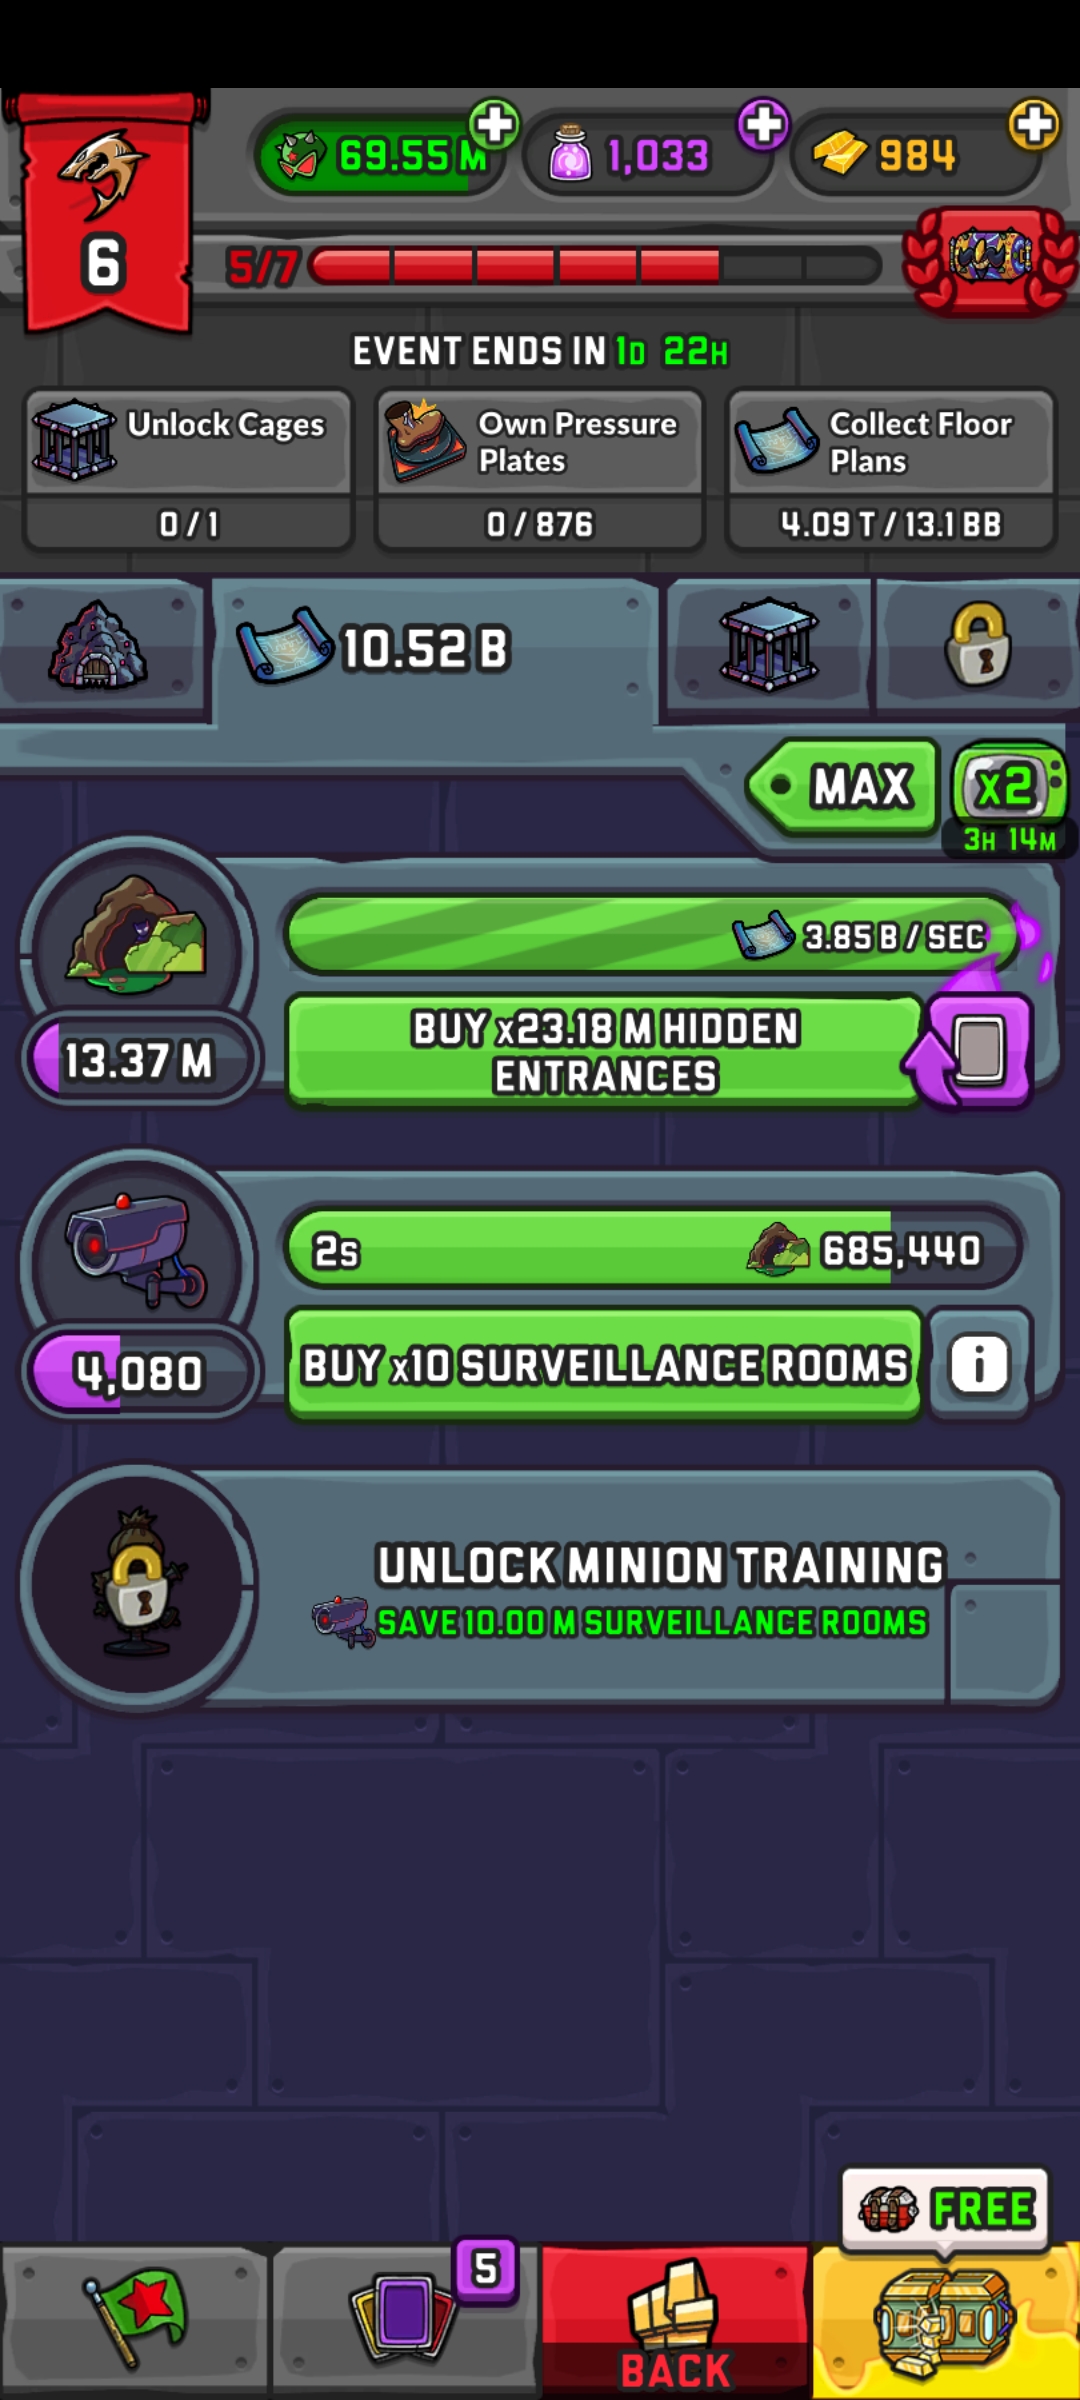 69.55 M
1,033
984
6
5/7
EVENT ENDS IN 1D 22H
Unlock Cages
0 / 1
Own Pressure
Plates
0 / 876
Collect Floor
Plans
4.09 T / 13.1 BB
10.52 B
MAX
x2
3H 14M
3.85 B / SEC
13.37 M
BUY x23.18 M HIDDEN
ENTRANCES
2s
685,440
4,080
BUY x10 SURVEILLANCE ROOMS
i
UNLOCK MINION TRAINING
SAVE 10.00 M SURVEILLANCE ROOMS
FREE
5
BACK